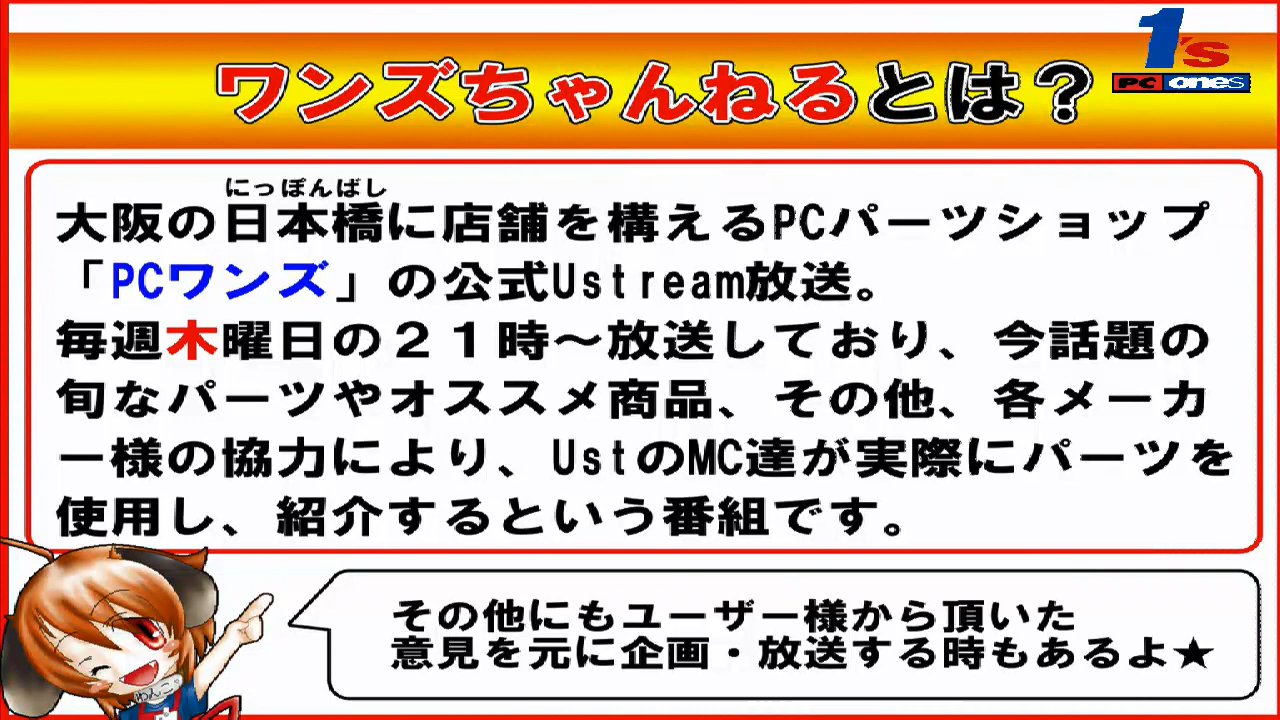 1's
PC ones
ワンズちゃんねるとは？
にっぽんばし
大阪の日本橋に店舗を構えるPCパーツショップ
「PCワンズ」の公式Ustream放送。
毎週木曜日の２１時～放送しており、今話題の
旬なパーツやオススメ商品、その他、各メーカ
ー様の協力により、UstのMC達が実際にパーツを
使用し、紹介するという番組です。
その他にもユーザー様から頂いた
意見を元に企画・放送する時もあるよ★
わんこ